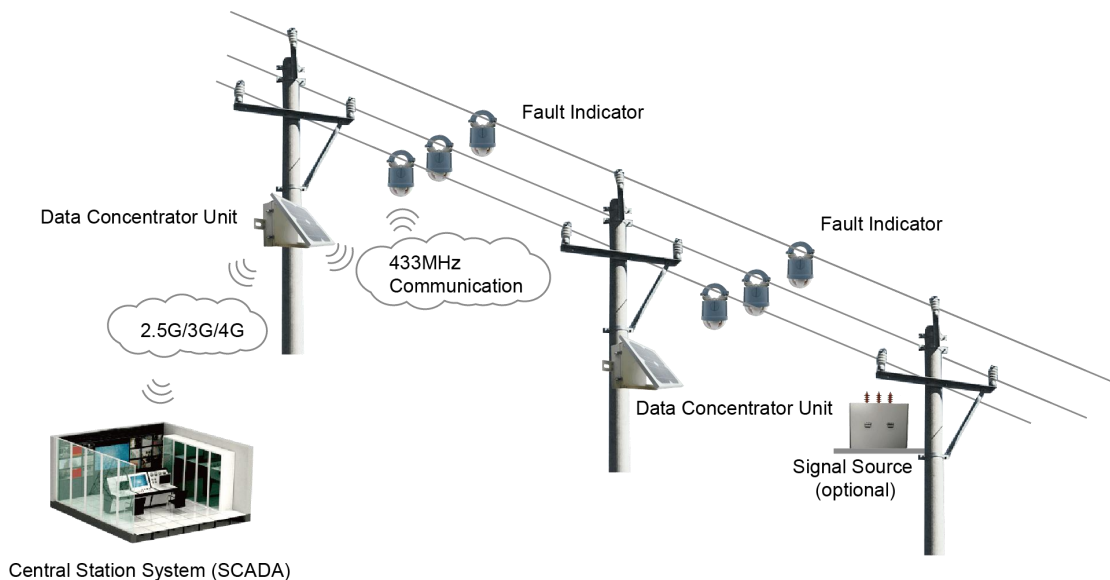 Fault Indicator
Data Concentrator Unit
433MHz
Communication
Fault Indicator
2.5G/3G/4G
Data Concentrator Unit
Signal Source
(optional)
Central Station System (SCADA)